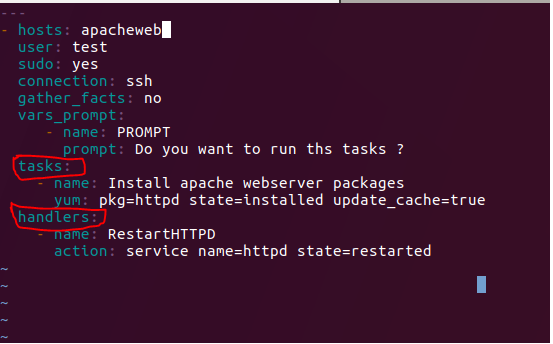 ---
- hosts: apacheweb
  user: test
  sudo: yes
  connection: ssh
  gather_facts: no
  vars_prompt:
     - name: PROMPT
       prompt: Do you want to run ths tasks ?
  tasks:
    - name: Install apache webserver packages
      yum: pkg=httpd state=installed update_cache=true
  handlers:
    - name: RestartHTTPD
      action: service name=httpd state=restarted
~
~
~
~